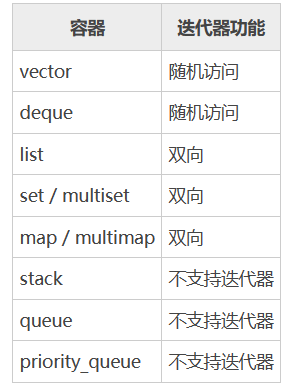 容器 迭代器功能
vector 随机访问
deque 随机访问
list 双向
set / multiset 双向
map / multimap 双向
stack 不支持迭代器
queue 不支持迭代器
priority_queue 不支持迭代器